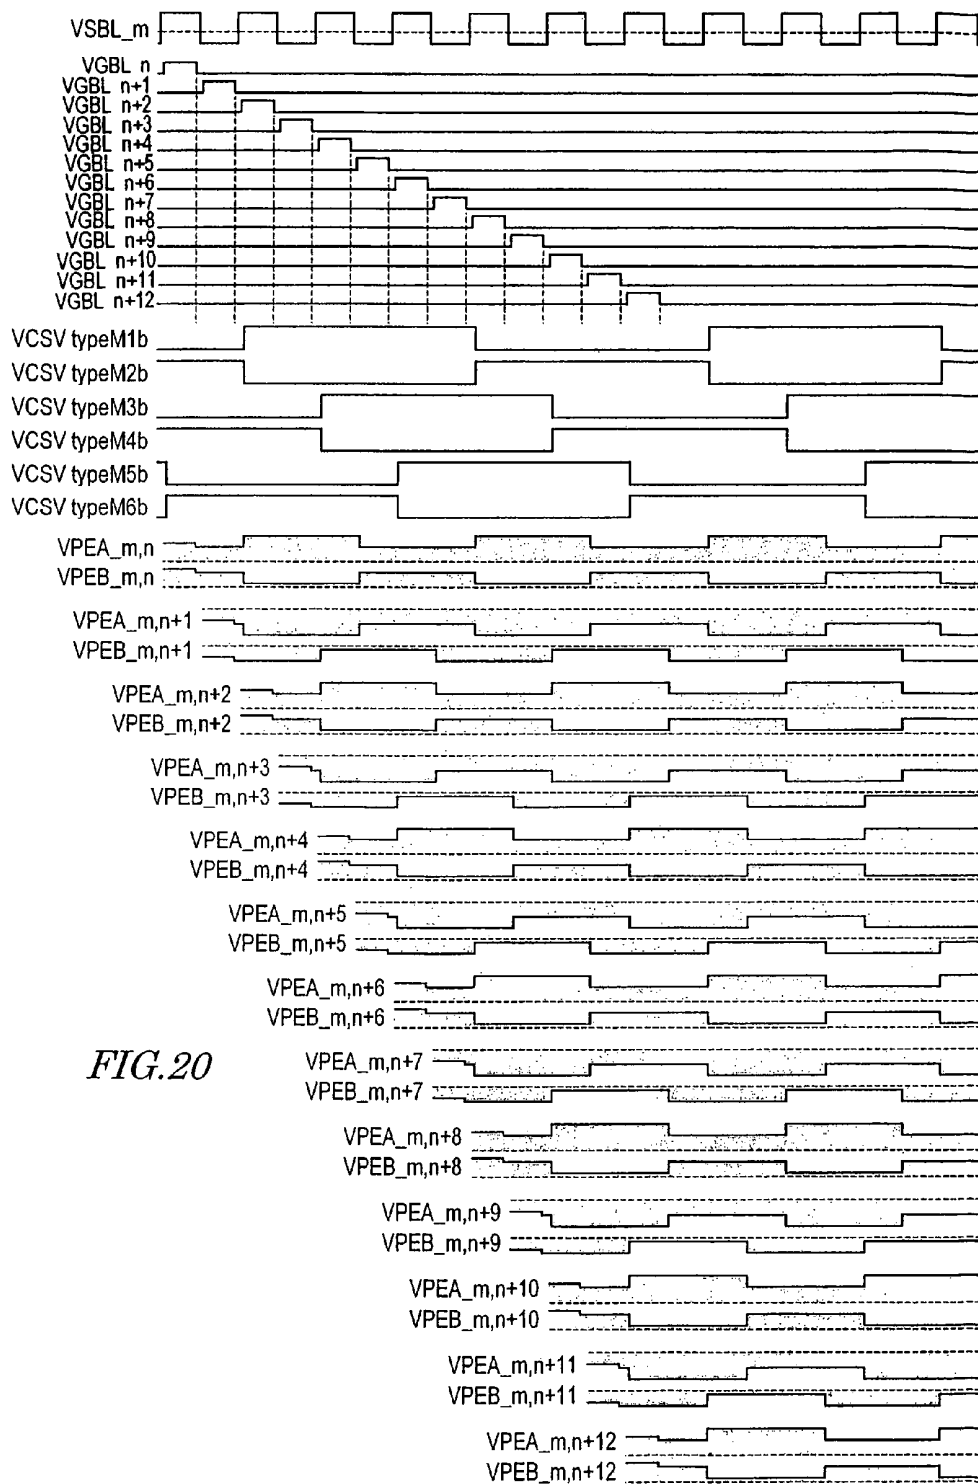 VSBL_m
VGBL n
VGBL n+1
VGBL n+2
VGBL n+3
VGBL n+4
VGBL n+5
VGBL n+6
VGBL n+7
VGBL n+8
VGBL n+9
VGBL n+10
VGBL n+11
VGBL n+12
VCSV typeM1b
VCSV typeM2b
VCSV typeM3b
VCSV typeM4b
VCSV typeM5b
VCSV typeM6b
VPEA_m,n
VPEB_m,n
VPEA_m,n+1
VPEB_m,n+1
VPEA_m,n+2
VPEB_m,n+2
VPEA_m,n+3
VPEB_m,n+3
VPEA_m,n+4
VPEB_m,n+4
VPEA_m,n+5
VPEB_m,n+5
VPEA_m,n+6
VPEB_m,n+6
FIG.20
VPEA_m,n+7
VPEB_m,n+7
VPEA_m,n+8
VPEB_m,n+8
VPEA_m,n+9
VPEB_m,n+9
VPEA_m,n+10
VPEB_m,n+10
VPEA_m,n+11
VPEB_m,n+11
VPEA_m,n+12
VPEB_m,n+12